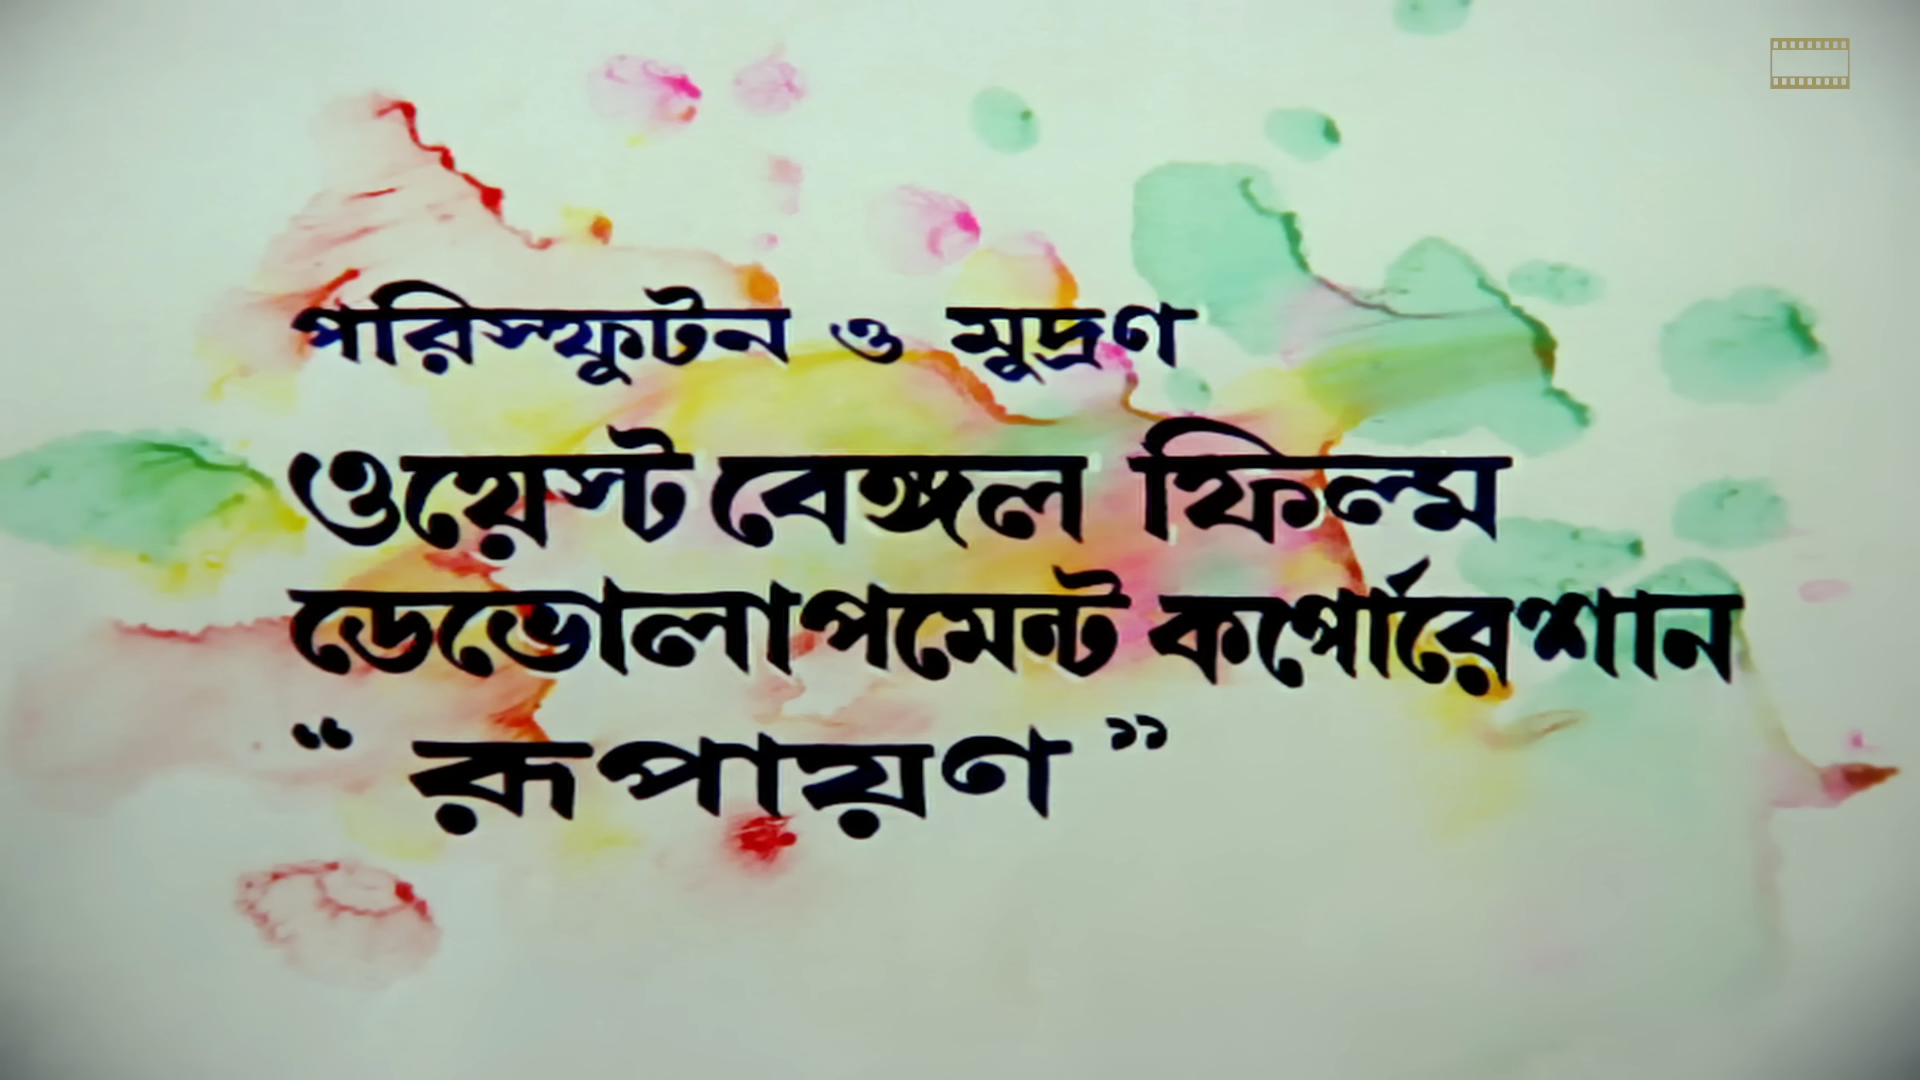 পরিস্ফুটন ও মুদ্রণ
ওয়েস্ট বেঙ্গল ফিল্ম
ডেভোলাপমেন্ট কর্পোরেশান
“ রূপায়ণ ”